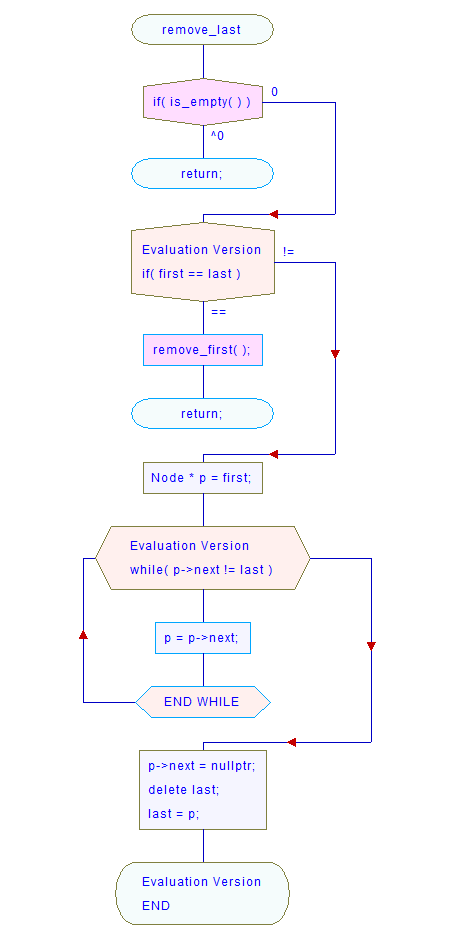 remove_last
if( is_empty( ) )
0
^0
return;
Evaluation Version
if( first == last )
!=
==
remove_first( );
return;
Node * p = first;
Evaluation Version
while( p->next != last )
p = p->next;
END WHILE
p->next = nullptr;
delete last;
last = p;
Evaluation Version
END